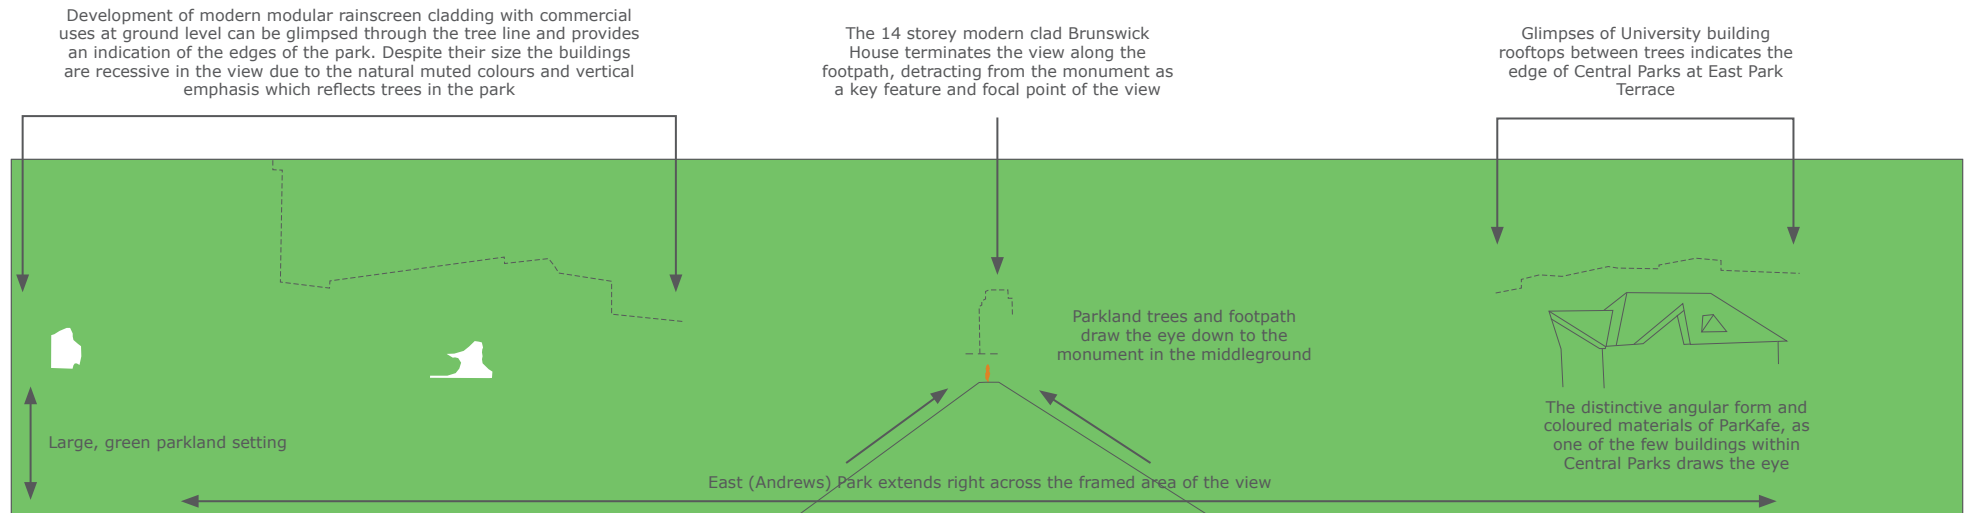 Development of modern modular rainscreen cladding with commercial
uses at ground level can be glimpsed through the tree line and provides
an indication of the edges of the park. Despite their size the buildings
are recessive in the view due to the natural muted colours and vertical
emphasis which reflects trees in the park
The 14 storey modern clad Brunswick
House terminates the view along the
footpath, detracting from the monument as
a key feature and focal point of the view
Glimpses of University building
rooftops between trees indicates the
edge of Central Parks at East Park
Terrace
Parkland trees and footpath
draw the eye down to the
monument in the middleground
The distinctive angular form and
coloured materials of ParKafe, as
one of the few buildings within
Central Parks draws the eye
Large, green parkland setting
East (Andrews) Park extends right across the framed area of the view